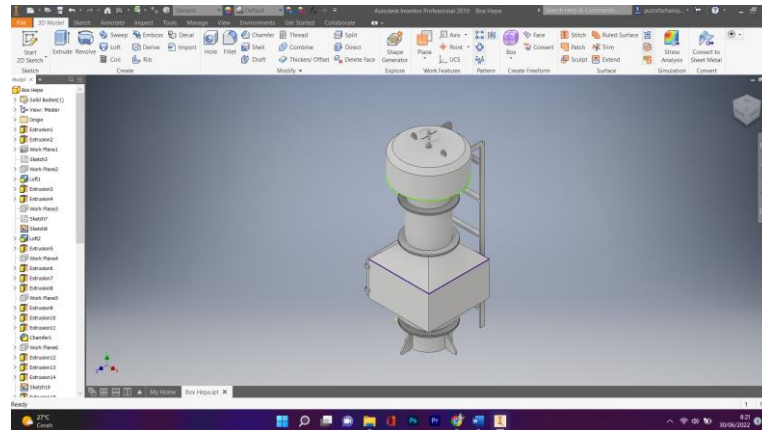 Generic
Default
Autodesk Inventor Professional 2019 Box Hepa
Search Help & Commands...
File 3D Model Sketch Annotate Inspect Tools Manage View Environments Get Started Collaborate
Start
2D Sketch
Extrude Revolve
Sweep Emboss Decal
Loft Derive Import
Coil Rib
Hole Fillet
Chamfer Thread Split
Shell Combine Direct
Draft Thicken/ Offset Delete Face
Shape
Generator
Plane
Axis
Point
UCS
Box
Face
Convert
Stitch Ruled Surface
Patch Trim
Sculpt Extend
Stress
Analysis
Convert to
Sheet Metal
Sketch Create Modify Explore Work Features Pattern Create Freeform Surface Simulation Convert
Model
Box Hepa
Solid Bodies(1)
View: Master
Origin
Extrusion1
Extrusion2
Work Plane1
Sketch3
Work Plane2
Loft1
Extrusion3
Extrusion4
Work Plane3
Sketch7
Sketch8
Loft2
Extrusion5
Work Plane4
Extrusion6
Extrusion7
Extrusion8
Work Plane5
Extrusion9
Extrusion10
Extrusion11
Chamfer1
Work Plane6
Extrusion12
Extrusion13
Extrusion14
Sketch19
My Home Box Hepa.ipt
Ready
1
27°C
Cerah
8:21
30/06/2022